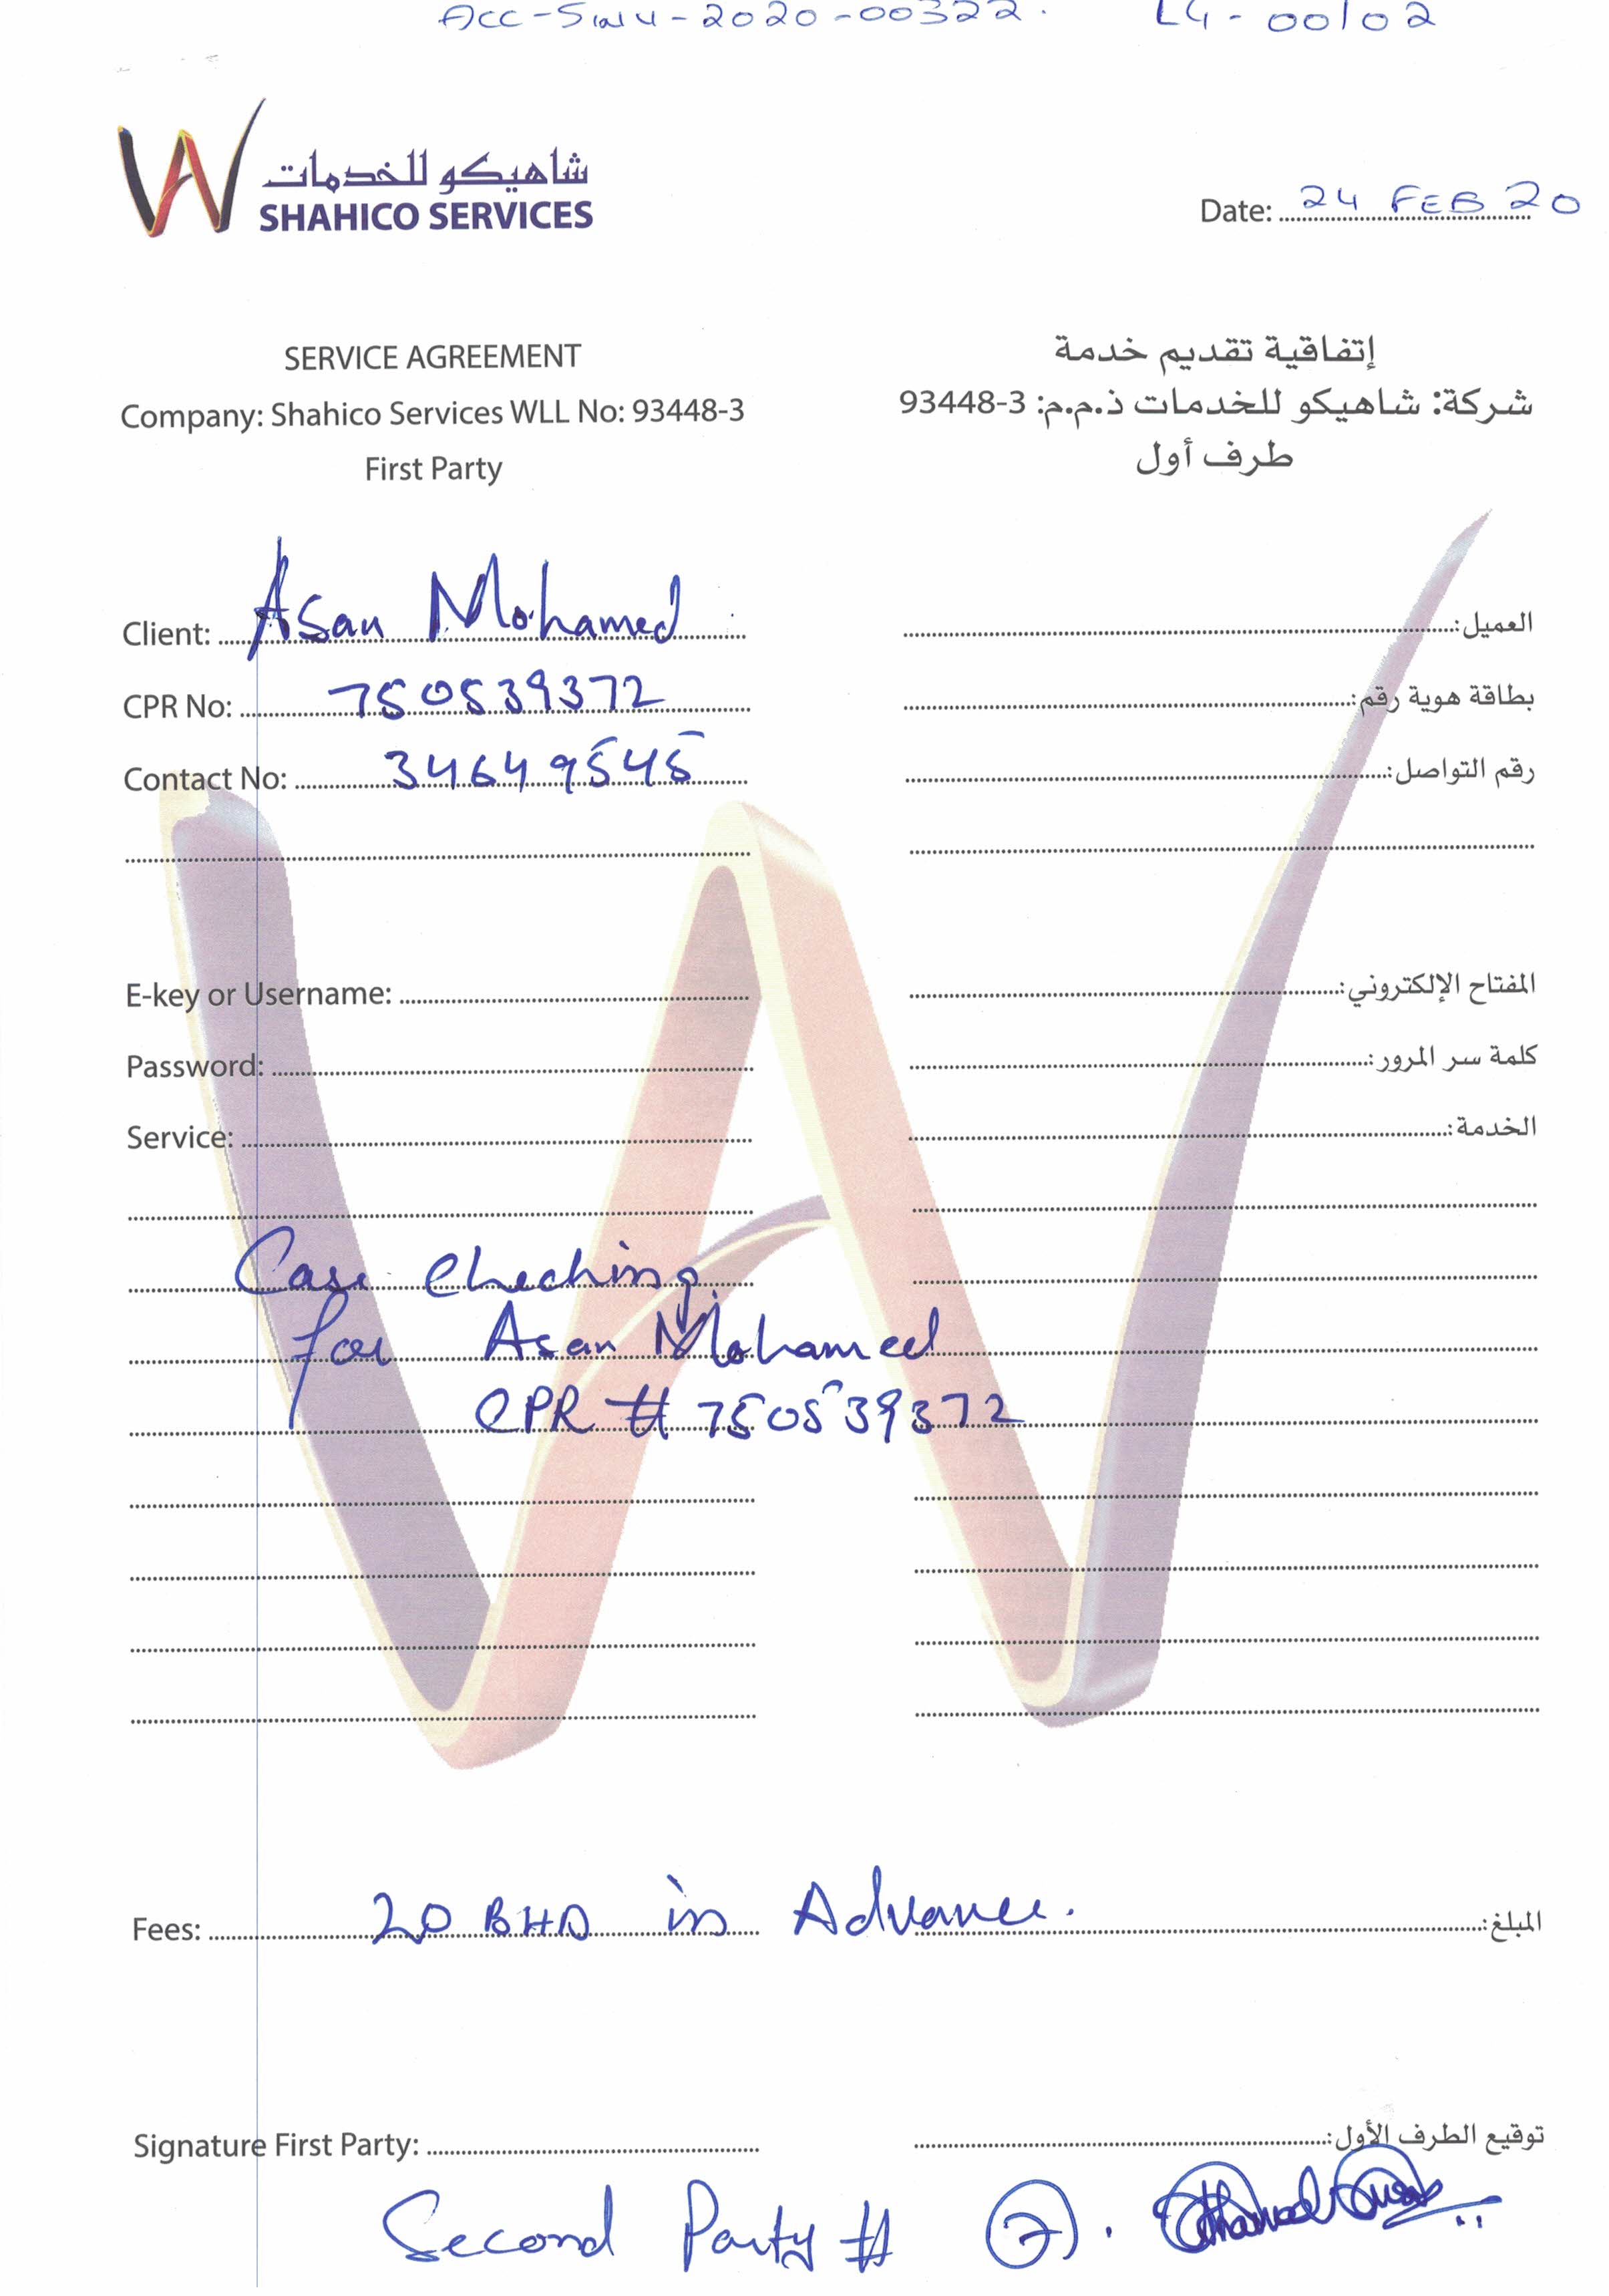 Acc-Sinv-2020-00322. L4-00102
شاهيكو للخدمات
SHAHICO SERVICES
Date: 24 FEB 20
SERVICE AGREEMENT
إتفاقية تقديم خدمة
Company: Shahico Services WLL No: 93448-3
شركة: شاهيكو للخدمات ذ.م.م: 3-93448
First Party
طرف أول
Client: Asan Mohamed
العميل:
CPR No: 750539372
بطاقة هوية رقم:
Contact No: 34649545
رقم التواصل:
E-key or Username:
المفتاح الإلكتروني:
Password:
كلمة سر المرور:
Service:
الخدمة:
Case Checking
for Asan Mohamed
CPR # 750539372
Fees: 20 BHD in Advance.
المبلغ:
Signature First Party:
توقيع الطرف الأول:
Second Party #